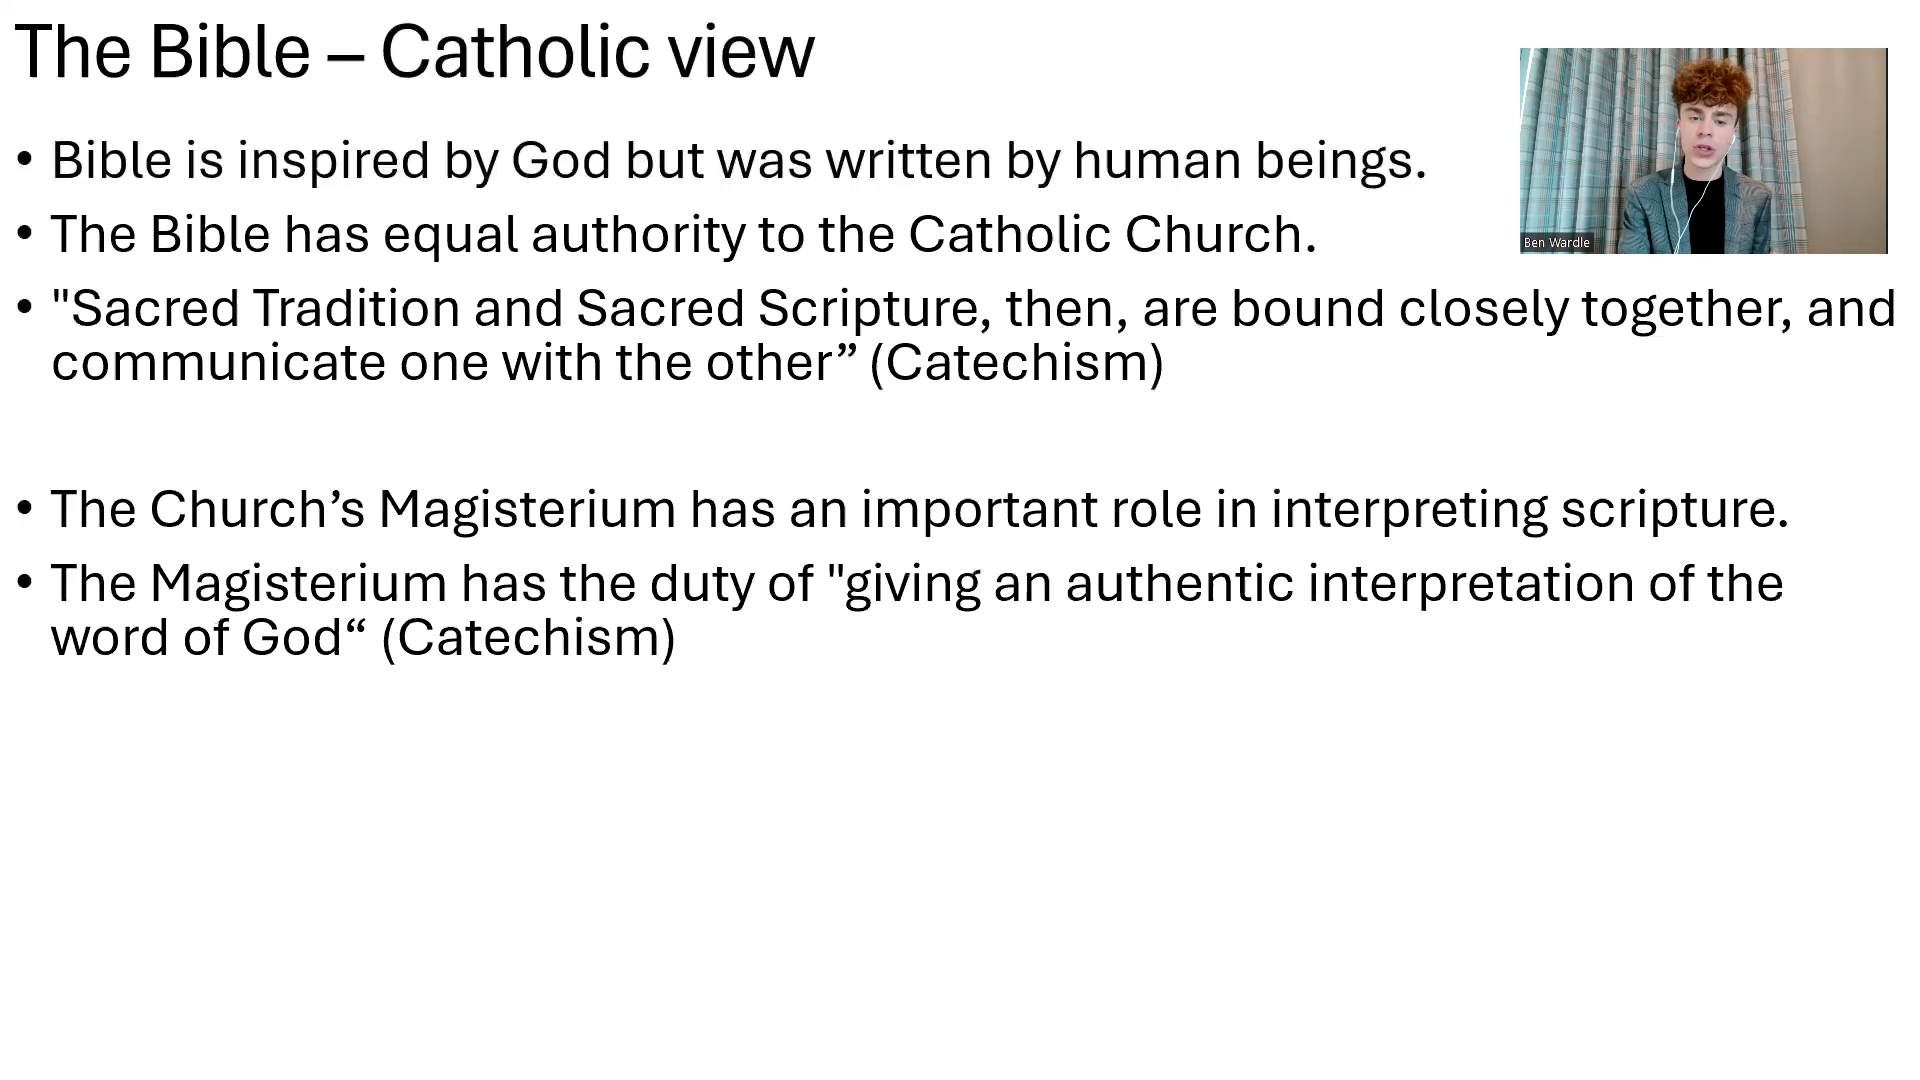 The Bible – Catholic view
• Bible is inspired by God but was written by human beings.
• The Bible has equal authority to the Catholic Church.
• "Sacred Tradition and Sacred Scripture, then, are bound closely together, and
communicate one with the other” (Catechism)
• The Church’s Magisterium has an important role in interpreting scripture.
• The Magisterium has the duty of "giving an authentic interpretation of the
word of God“ (Catechism)
Ben Wardle